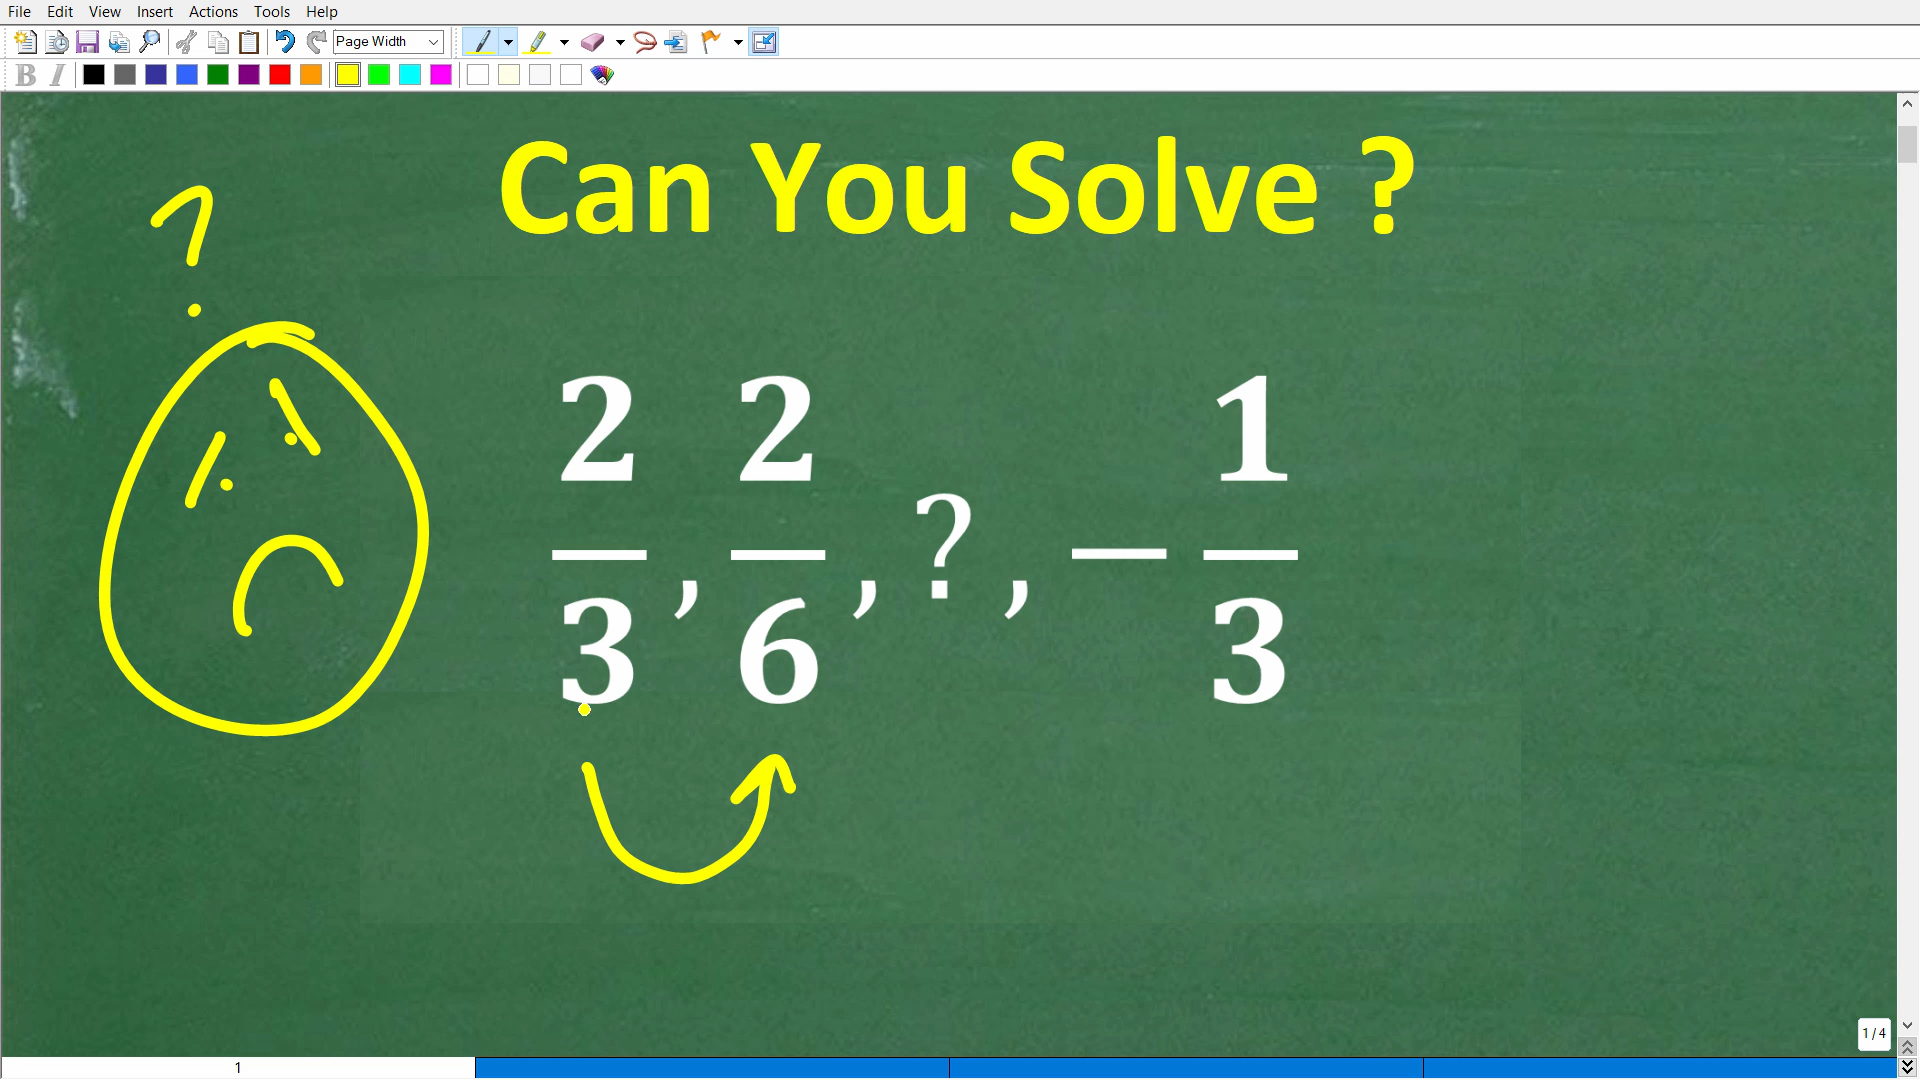 File Edit View Insert Actions Tools Help
Page Width
B I
Can You Solve ?
?
2/3, 2/6, ?, −1/3
1/4
1